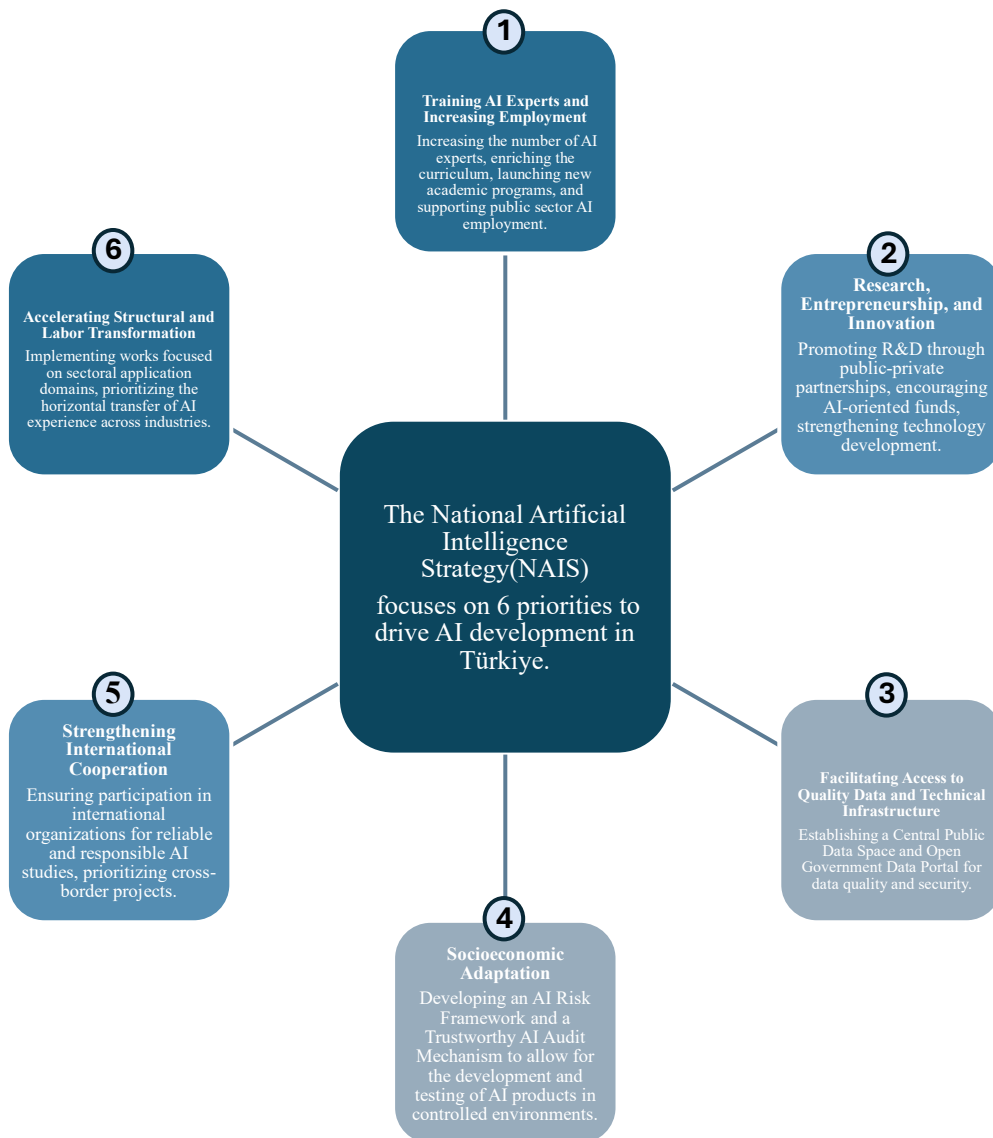 1
Training AI Experts and
Increasing Employment
Increasing the number of AI
experts, enriching the
curriculum, launching new
academic programs, and
supporting public sector AI
employment.
2
Research,
Entrepreneurship, and
Innovation
Promoting R&D through
public-private
partnerships, encouraging
AI-oriented funds,
strengthening technology
development.
3
Facilitating Access to
Quality Data and Technical
Infrastructure
Establishing a Central Public
Data Space and Open
Government Data Portal for
data quality and security.
4
Socioeconomic
Adaptation
Developing an AI Risk
Framework and a
Trustworthy AI Audit
Mechanism to allow for
the development and
testing of AI products in
controlled environments.
5
Strengthening
International
Cooperation
Ensuring participation in
international
organizations for reliable
and responsible AI
studies, prioritizing cross-
border projects.
6
Accelerating Structural and
Labor Transformation
Implementing works focused
on sectoral application
domains, prioritizing the
horizontal transfer of AI
experience across industries.
The National Artificial
Intelligence
Strategy(NAIS)
focuses on 6 priorities to
drive AI development in
Türkiye.